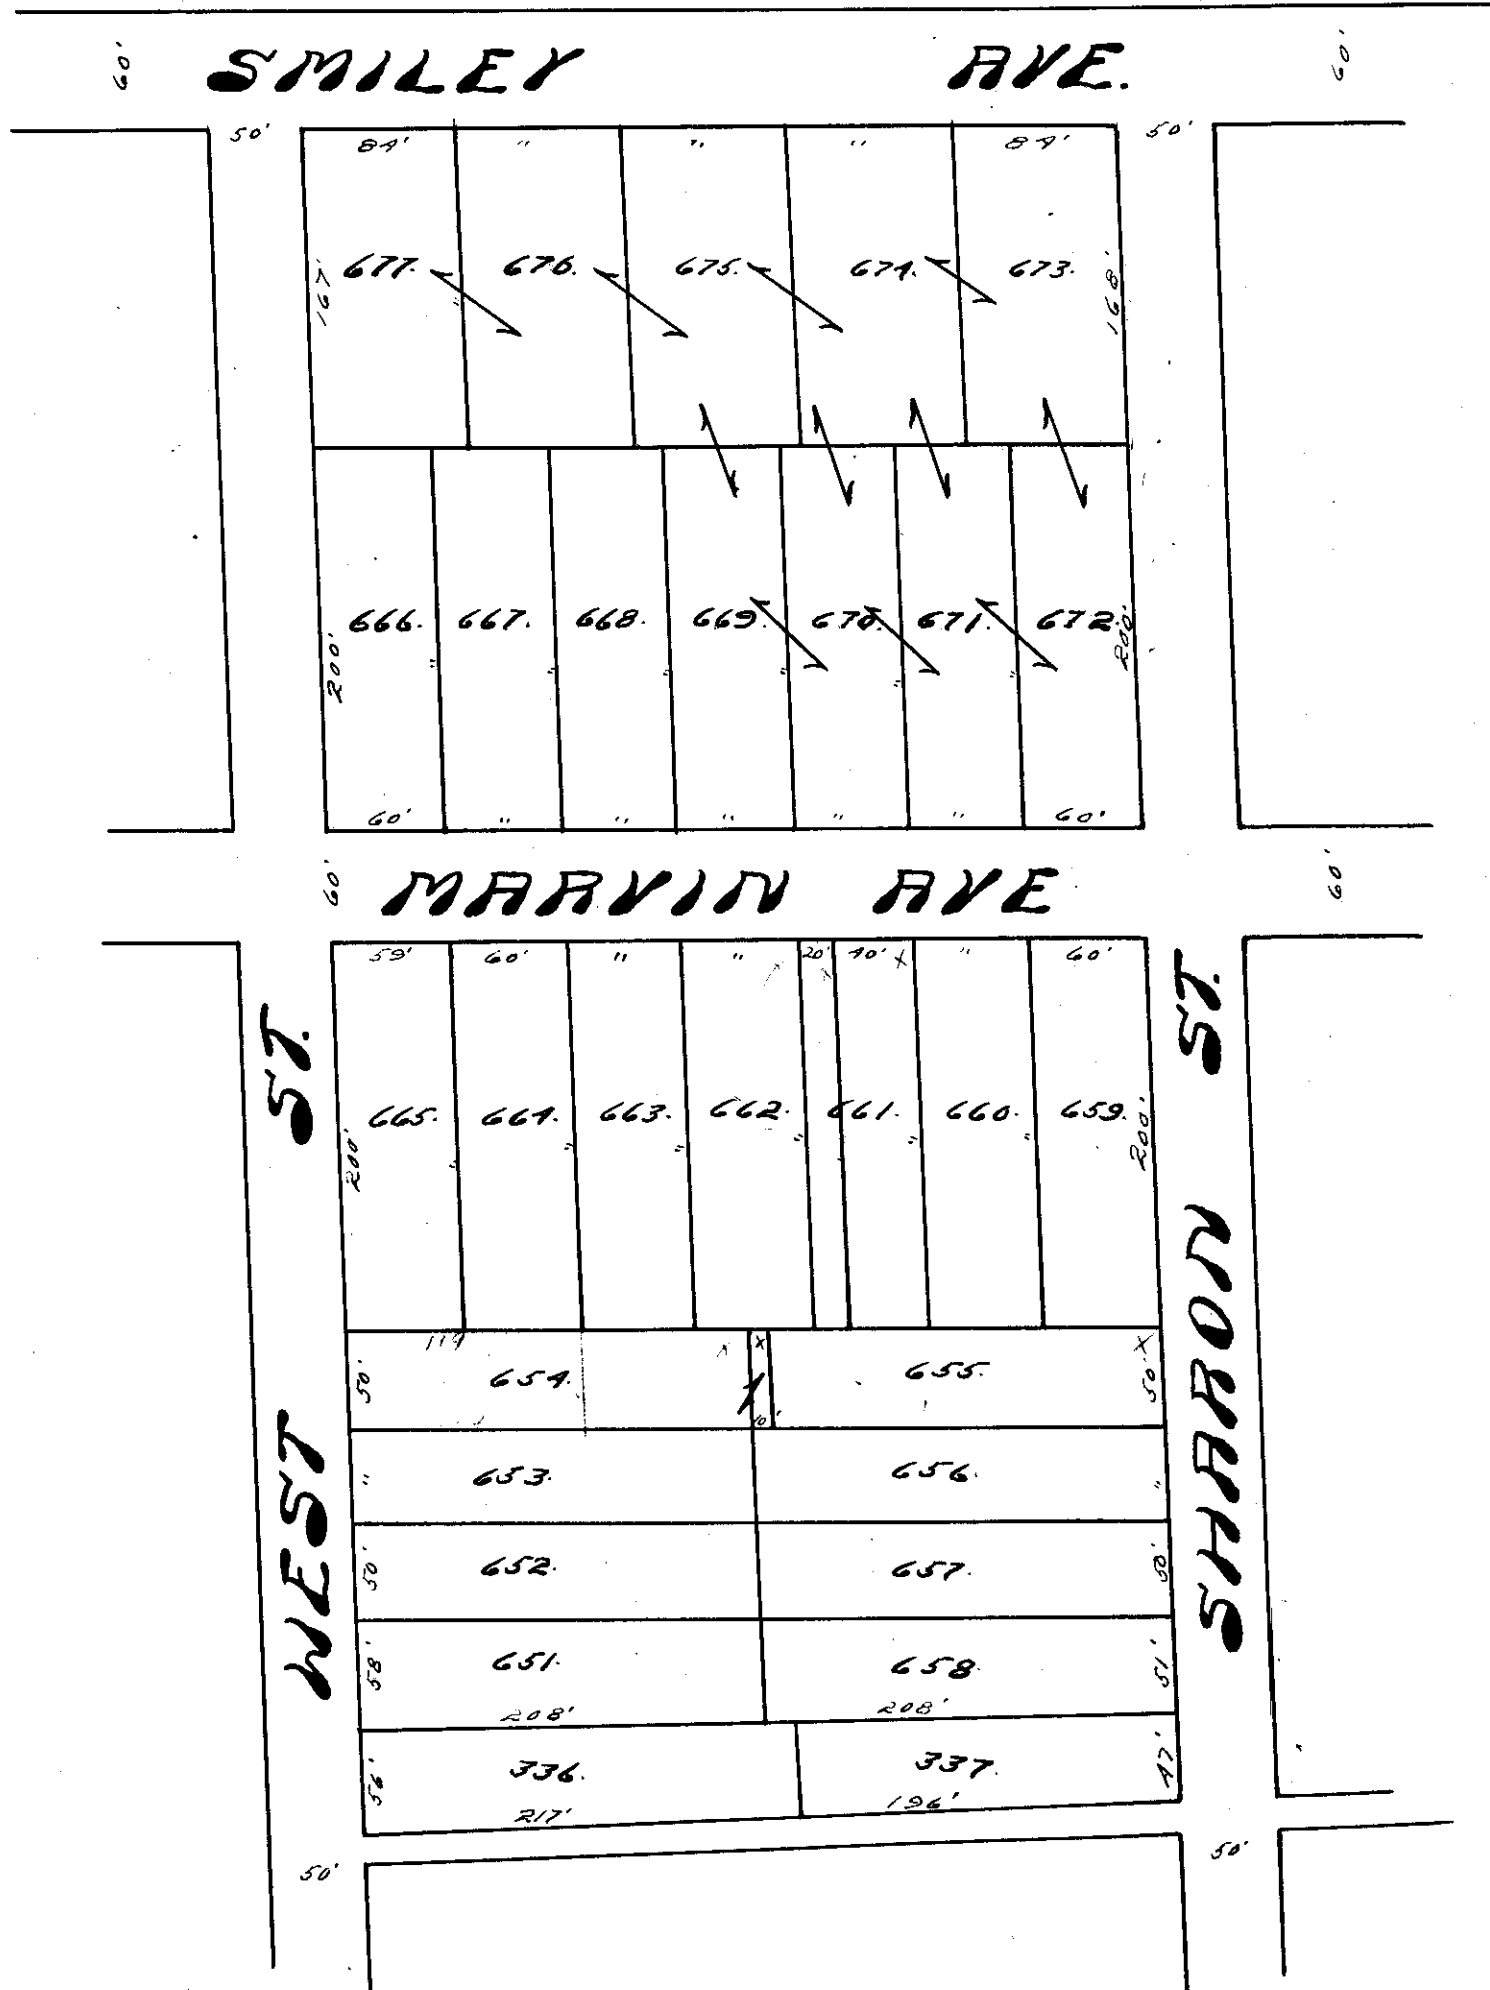 60' SMILEY AVE. 60'
50' 84' " " " 84' 50'
677. 676. 675. 674. 673.
167' " 168'
666. 667. 668. 669. 670. 671. 672.
200' " " " " " " 200'
60' " " " " " 60'
60' MARVIN AVE 60'
59' 60' " " 20' 40' X " 60'
WEST ST.
SHARON ST.
665. 664. 663. 662. 661. 660. 659.
200' " " " " " " 200'
119 X X
50' 654. 10' 655. 50'
" 653. 656. "
50' 652. 657. 50'
58' 651. 658. 51'
208' 208'
56' 336. 337. 47'
217' 196'
50' 50'